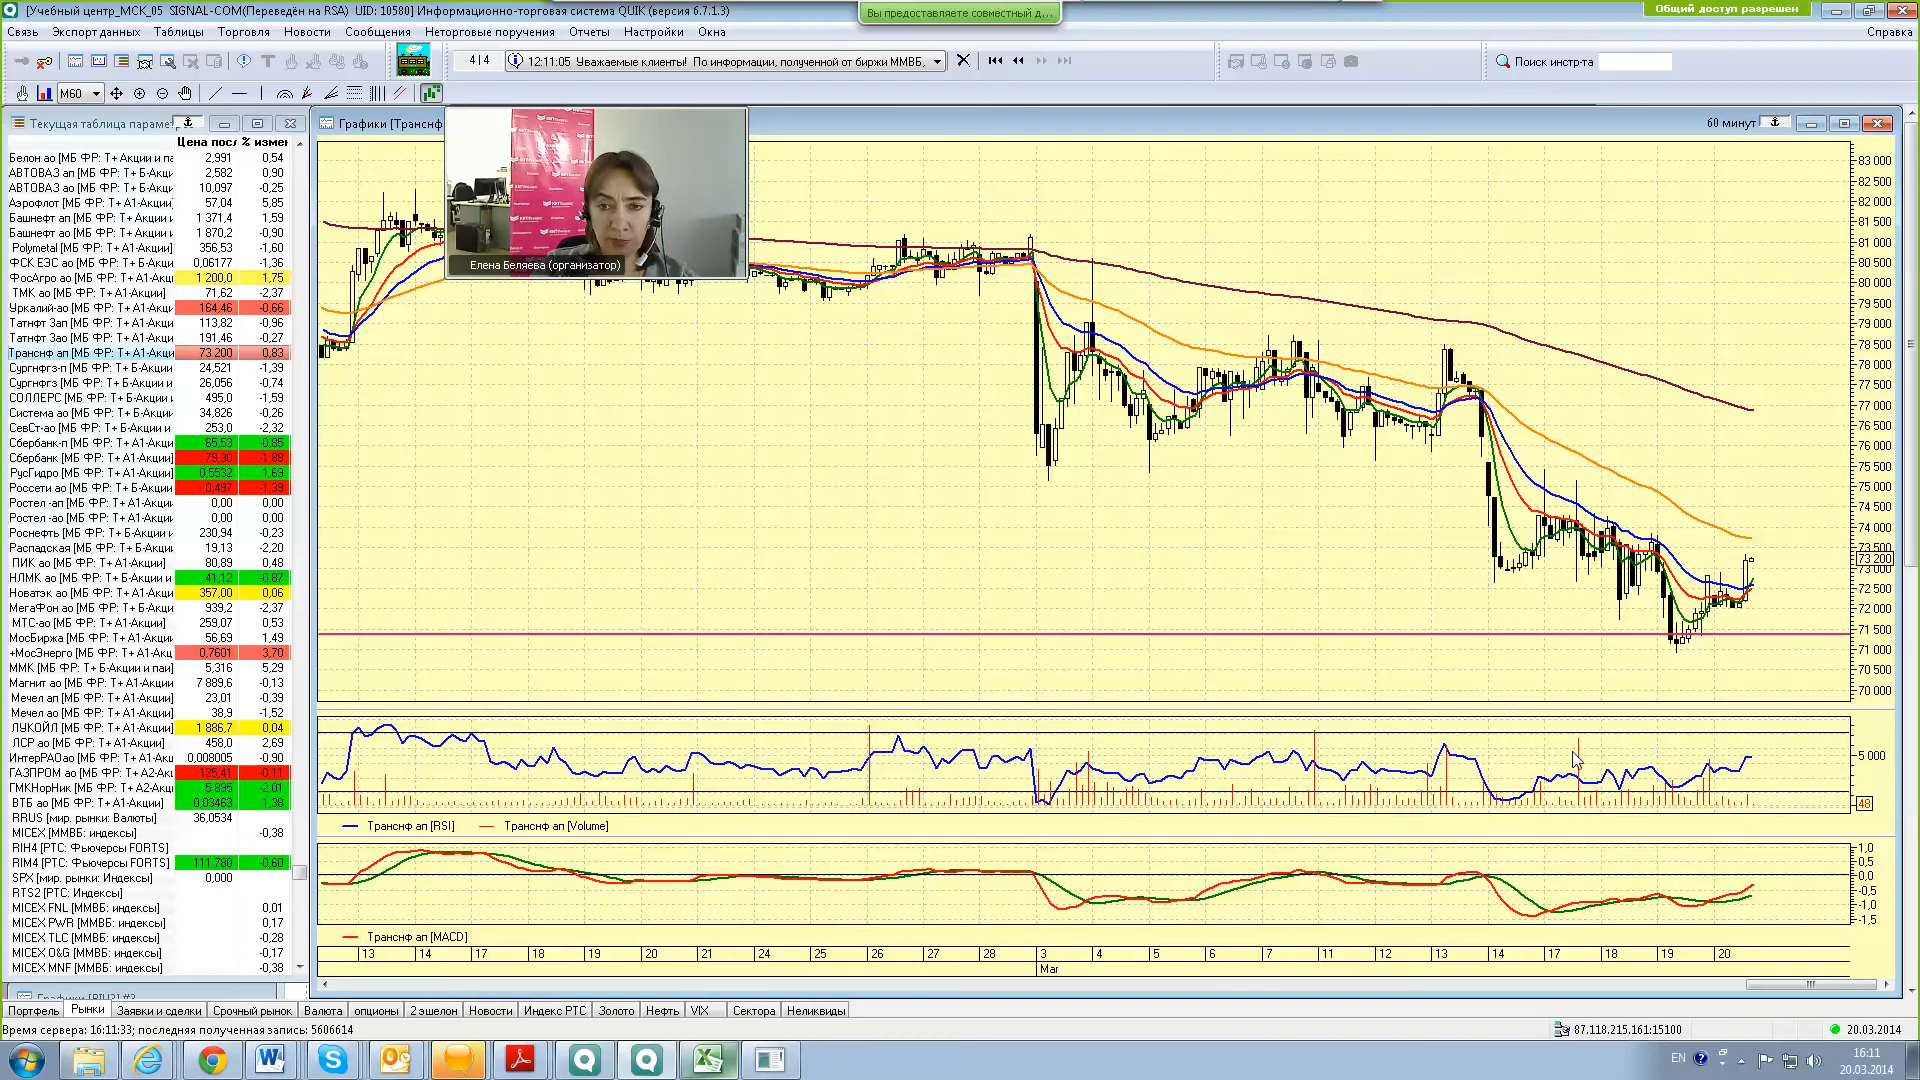 [Учебный центр_МСК_05 SIGNAL-COM(Переведён на RSA) UID: 10580] Информационно-торговая система QUIK (версия 6.7.1.3)
Вы предоставляете совместный д...
Общий доступ разрешен
Связь Экспорт данных Таблицы Торговля Новости Сообщения Неторговые поручения Отчеты Настройки Окна Справка
4|4 12:11:05 Уважаемые клиенты! По информации, полученной от биржи ММВБ,
Поиск инстр-та
M60
Текущая таблица параме
Графики [Трансн
60 минут
Цена посл % измен
Белон ао [МБ ФР: Т+ Акции и па 2,991 0,54
АВТОВАЗ ап [МБ ФР: Т+ Б-Акци 2,582 0,90
АВТОВАЗ ао [МБ ФР: Т+ Б-Акци 10,097 -0,25
Аэрофлот [МБ ФР: Т+ А1-Акции] 57,04 5,85
Башнефт ап [МБ ФР: Т+ Акции и 1 371,4 1,59
Башнефт ао [МБ ФР: Т+ Акции и 1 870,2 -0,90
Polymetal [МБ ФР: Т+ А1-Акции] 356,53 -1,60
ФСК ЕЭС ао [МБ ФР: Т+ А1-Акци 0,06177 -1,36
ФосАгро ао [МБ ФР: Т+ А1-Акц 1 200,0 1,75
ТМК ао [МБ ФР: Т+ А1-Акции] 71,62 -2,37
Уркалий-ао [МБ ФР: Т+ А1-Акци 164,46 -0,66
Татнфт 3ап [МБ ФР: Т+ А1-Акци 113,82 -0,96
Татнфт 3ао [МБ ФР: Т+ А1-Акци 191,46 -0,27
Транснф ап [МБ ФР: Т+ А1-Акци 73 200 0,83
Сургнфгз-п [МБ ФР: Т+ А1-Акци 24,521 -1,39
Сургнфгз [МБ ФР: Т+ А1-Акции] 26,056 -0,74
СОЛЛЕРС [МБ ФР: Т+ А1-Акции] 495,0 -1,59
Система ао [МБ ФР: Т+ А1-Акци 34,826 -0,26
СевСт-ао [МБ ФР: Т+ Б-Акции и 253,0 -2,32
Сбербанк-п [МБ ФР: Т+ А1-Акци 65,53 -0,85
Сбербанк [МБ ФР: Т+ А1-Акции] 79,30 -1,89
РусГидро [МБ ФР: Т+ А1-Акции] 0,5532 1,69
Россети ао [МБ ФР: Т+ Б-Акции 0,497 -1,39
Ростел -ап [МБ ФР: Т+ А1-Акции 0,00 0,00
Ростел -ао [МБ ФР: Т+ А1-Акции 0,00 0,00
Роснефть [МБ ФР: Т+ Б-Акции и 230,94 -0,23
Распадская [МБ ФР: Т+ Б-Акции 19,13 -2,20
ПИК ао [МБ ФР: Т+ А1-Акции] 80,89 0,48
НЛМК ао [МБ ФР: Т+ Б-Акции и 41,12 -0,87
Новатэк ао [МБ ФР: Т+ А1-Акци 357,00 0,06
МегаФон ао [МБ ФР: Т+ Б-Акции 939,2 -2,37
МТС-ао [МБ ФР: Т+ А1-Акции] 259,07 0,53
МосБиржа [МБ ФР: Т+ А1-Акции] 56,69 1,49
+МосЭнерго [МБ ФР: Т+ А1-Акц 0,7601 3,70
ММК [МБ ФР: Т+ Б-Акции и паи] 5,316 5,29
Магнит ао [МБ ФР: Т+ А1-Акции] 7 889,6 -0,13
Мечел ап [МБ ФР: Т+ А1-Акции] 23,01 -0,39
Мечел ао [МБ ФР: Т+ А1-Акции] 38,9 -1,52
ЛУКОЙЛ [МБ ФР: Т+ А1-Акции] 1 886,7 0,04
ЛСР ао [МБ ФР: Т+ А1-Акции] 458,0 2,69
ИнтерРАОао [МБ ФР: Т+ А1-Акц 0,008005 -0,90
ГАЗПРОМ ао [МБ ФР: Т+ А2-Акц 125,41 -0,11
ГМКНорНик [МБ ФР: Т+ А2-Акци 5 895 -2,01
ВТБ ао [МБ ФР: Т+ А1-Акции] 0,03463 1,38
RRUS [мир. рынки: Валюты] 36,0534
MICEX [ММВБ: индексы] -0,38
RIH4 [РТС: Фьючерсы FORTS]
RIM4 [РТС: Фьючерсы FORTS] 111 780 -0,60
SPX [мир. рынки: Индексы] 0,000
RTS2 [РТС: Индексы]
MICEX FNL [ММВБ: индексы] 0,01
MICEX PWR [ММВБ: индексы] 0,17
MICEX TLC [ММВБ: индексы] -0,28
MICEX O&G [ММВБ: индексы] -0,17
MICEX MNF [ММВБ: индексы] -0,38
Елена Беляева (организатор)
83 000
82 500
82 000
81 500
81 000
80 500
80 000
79 500
79 000
78 500
78 000
77 500
77 000
76 500
76 000
75 500
75 000
74 500
74 000
73 500
73 200
73 000
72 500
72 000
71 500
71 000
70 500
70 000
5 000
48
Транснф ап [RSI] Транснф ап [Volume]
1,0
0,5
0,0
-0,5
-1,0
-1,5
Транснф ап [MACD]
13 14 17 18 19 20 21 24 25 26 27 28 3 4 5 6 7 11 12 13 14 17 18 19 20
Mar
Портфель Рынки Заявки и сделки Срочный рынок Валюта опционы 2 эшелон Новости Индекс РТС Золото Нефть VIX Сектора Неликвиды
Время сервера: 16:11:33; последняя полученная запись: 5606614 87.118.215.161:15100 20.03.2014
EN 16:11
20.03.2014